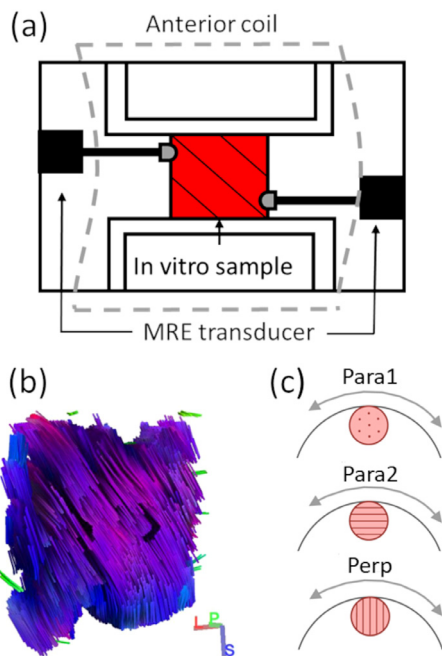 (a)
Anterior coil
In vitro sample
MRE transducer
(b)
L
P
S
(c)
Para1
Para2
Perp